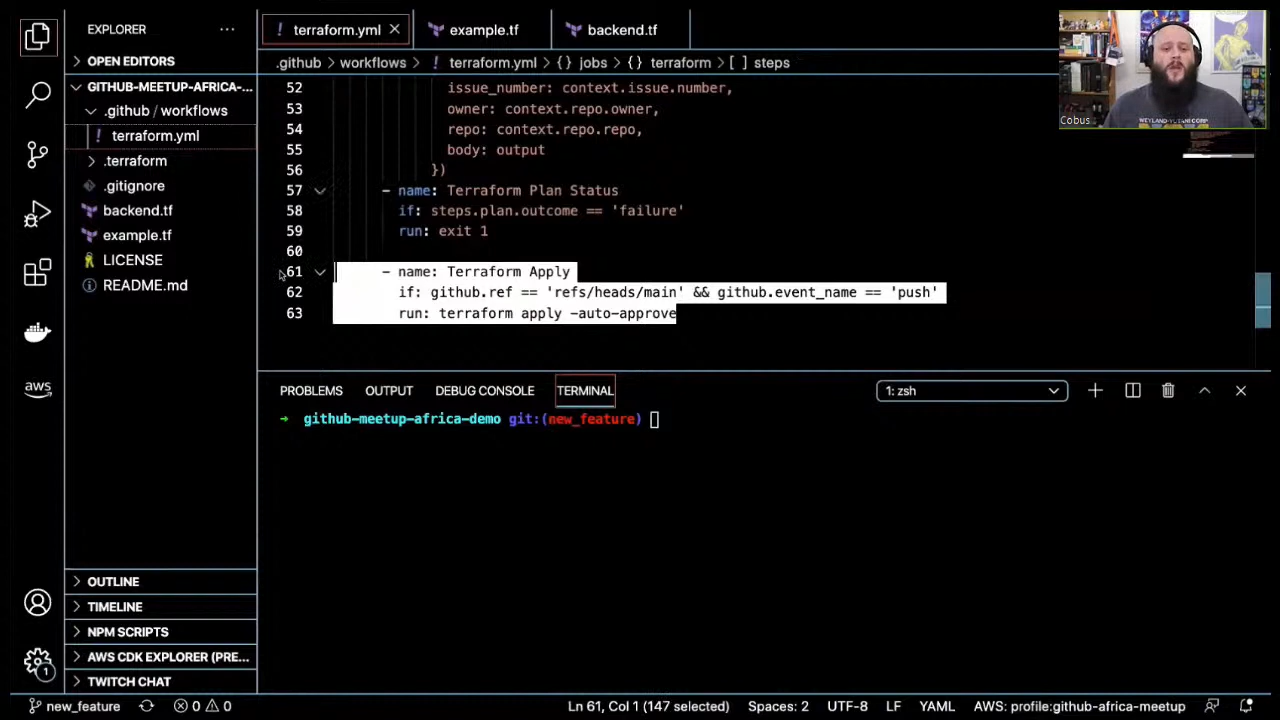 EXPLORER
OPEN EDITORS
GITHUB-MEETUP-AFRICA-...
.github / workflows
! terraform.yml
.terraform
.gitignore
backend.tf
example.tf
LICENSE
README.md
OUTLINE
TIMELINE
NPM SCRIPTS
AWS CDK EXPLORER (PRE...
TWITCH CHAT
aws
1
! terraform.yml
example.tf
backend.tf
.github > workflows > ! terraform.yml > {} jobs > {} terraform > [ ] steps
52 issue_number: context.issue.number,
53 owner: context.repo.owner,
54 repo: context.repo.repo,
55 body: output
56 })
57 - name: Terraform Plan Status
58 if: steps.plan.outcome == 'failure'
59 run: exit 1
60
61 - name: Terraform Apply
62 if: github.ref == 'refs/heads/main' && github.event_name == 'push'
63 run: terraform apply -auto-approve
Cobus
WEYLAND-YUTANI CORP
PROBLEMS OUTPUT DEBUG CONSOLE TERMINAL
1: zsh
→ github-meetup-africa-demo git:(new_feature)
new_feature 0 0 Ln 61, Col 1 (147 selected) Spaces: 2 UTF-8 LF YAML AWS: profile:github-africa-meetup